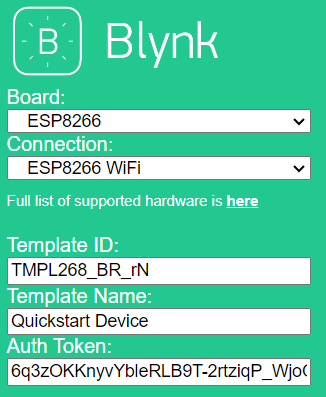 B Blynk
Board:
ESP8266
Connection:
ESP8266 WiFi
Full list of supported hardware is here
Template ID:
TMPL268_BR_rN
Template Name:
Quickstart Device
Auth Token:
6q3zOKKnyvYbleRLB9T-2rtziqP_Wjo